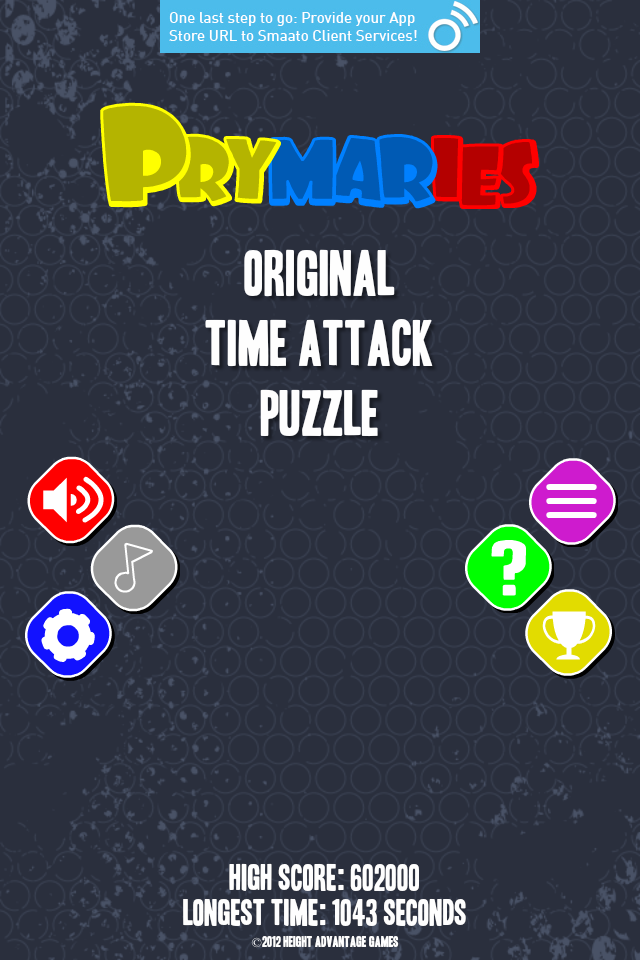 One last step to go: Provide your App
Store URL to Smaato Client Services!
PRYMARIES
ORIGINAL
TIME ATTACK
PUZZLE
?
HIGH SCORE: 602000
LONGEST TIME: 1043 SECONDS
©2012 HEIGHT ADVANTAGE GAMES